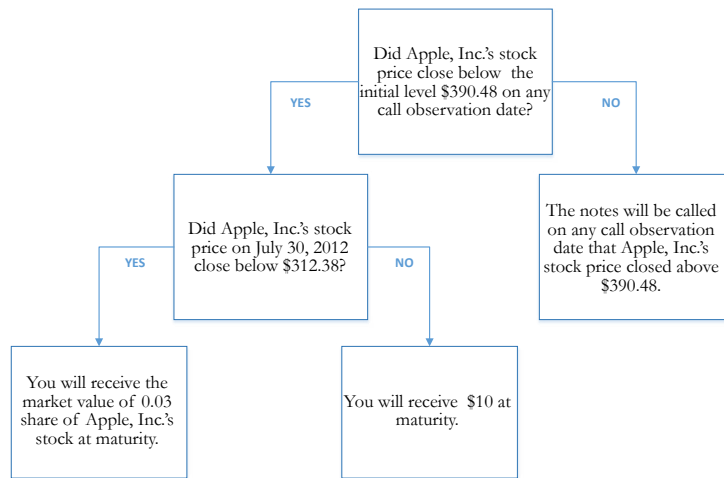 Did Apple, Inc.'s stock
price close below the
initial level $390.48 on any
call observation date?
YES
NO
Did Apple, Inc.'s stock
price on July 30, 2012
close below $312.38?
The notes will be called
on any call observation
date that Apple, Inc.'s
stock price closed above
$390.48.
YES
NO
You will receive the
market value of 0.03
share of Apple, Inc.'s
stock at maturity.
You will receive $10 at
maturity.